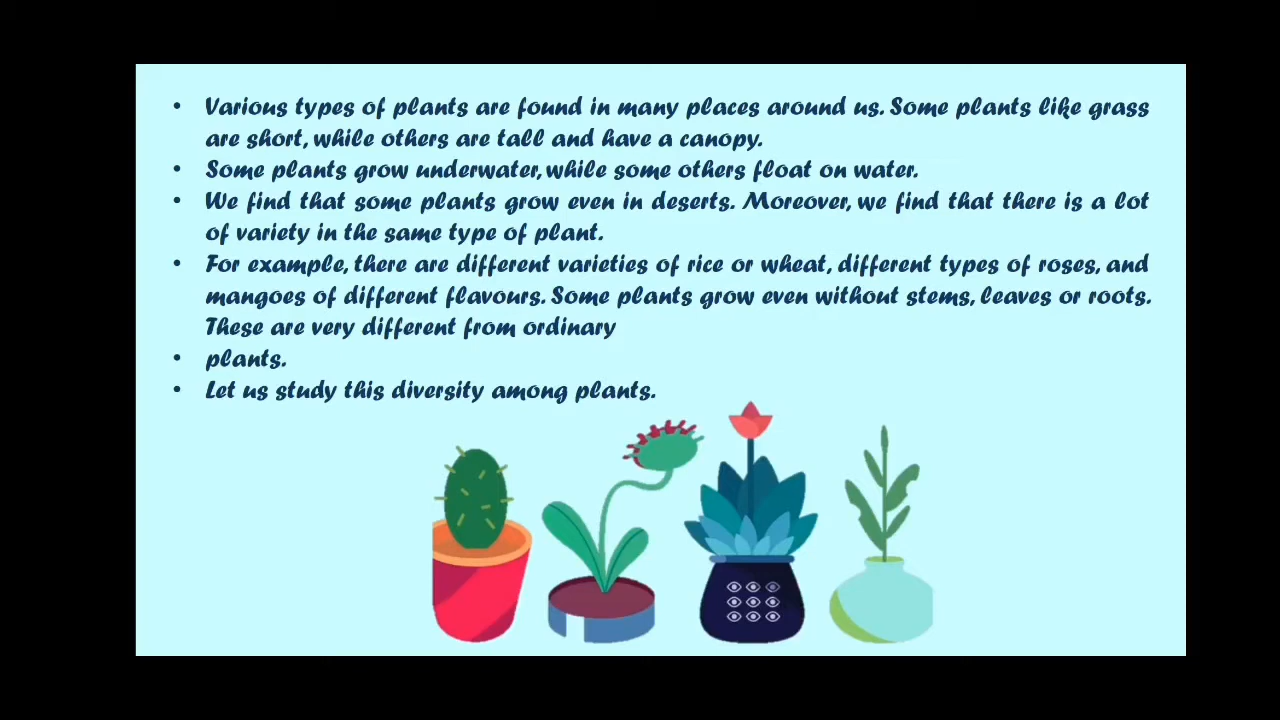 • Various types of plants are found in many places around us. Some plants like grass
are short, while others are tall and have a canopy.
• Some plants grow underwater, while some others float on water.
• We find that some plants grow even in deserts. Moreover, we find that there is a lot
of variety in the same type of plant.
• For example, there are different varieties of rice or wheat, different types of roses, and
mangoes of different flavours. Some plants grow even without stems, leaves or roots.
These are very different from ordinary
• plants.
• Let us study this diversity among plants.